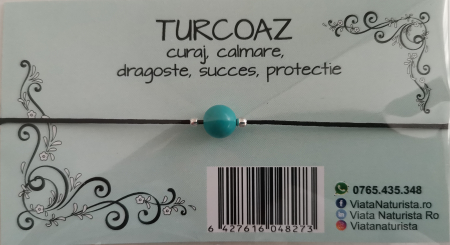 TURCOAZ
curaj, calmare,
dragoste, succes, protectie
0765.435.348
ViataNaturista.ro
Viata Naturista Ro
@ViataNaturista
6 427616 048273